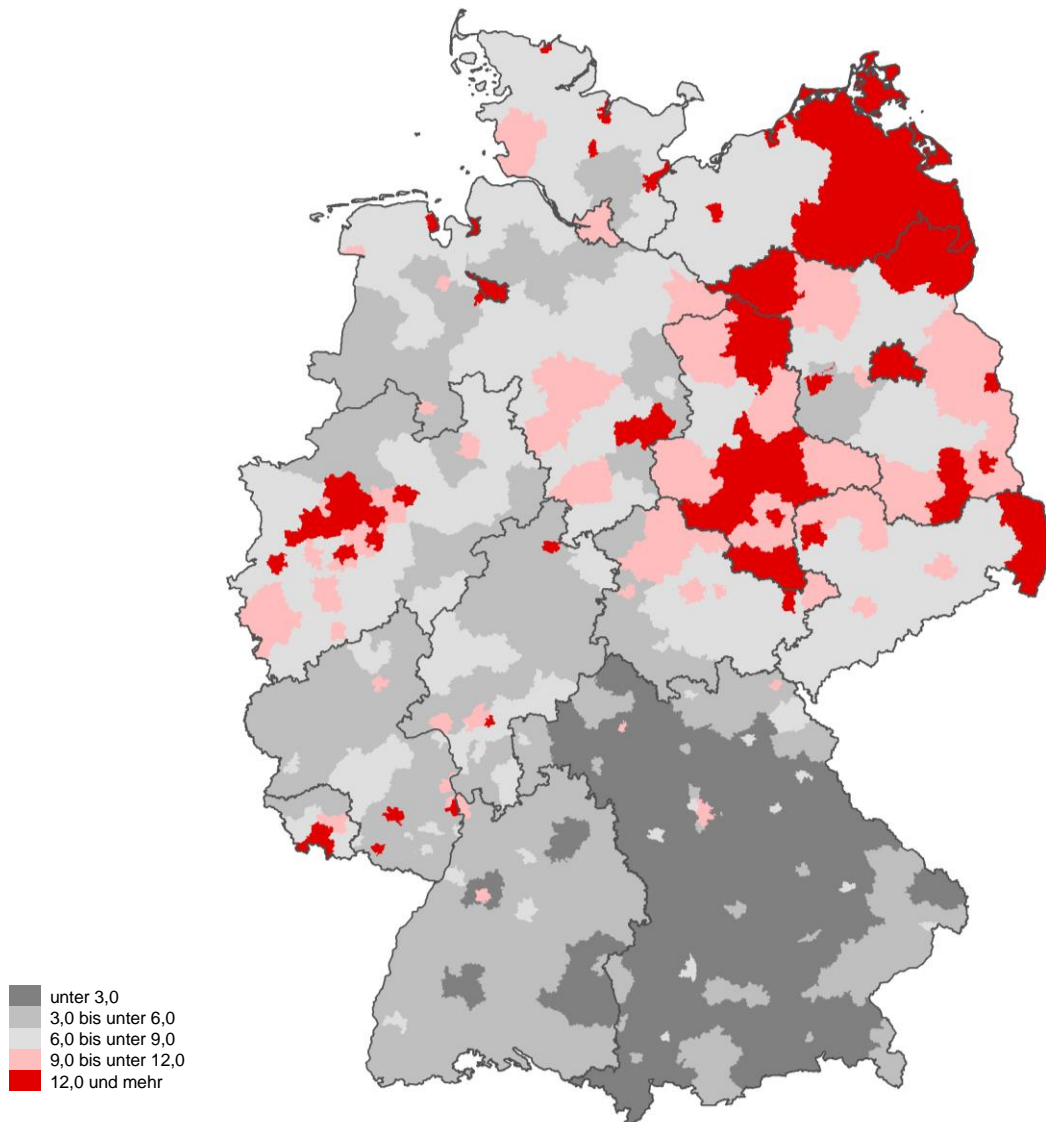 unter 3,0
3,0 bis unter 6,0
6,0 bis unter 9,0
9,0 bis unter 12,0
12,0 und mehr